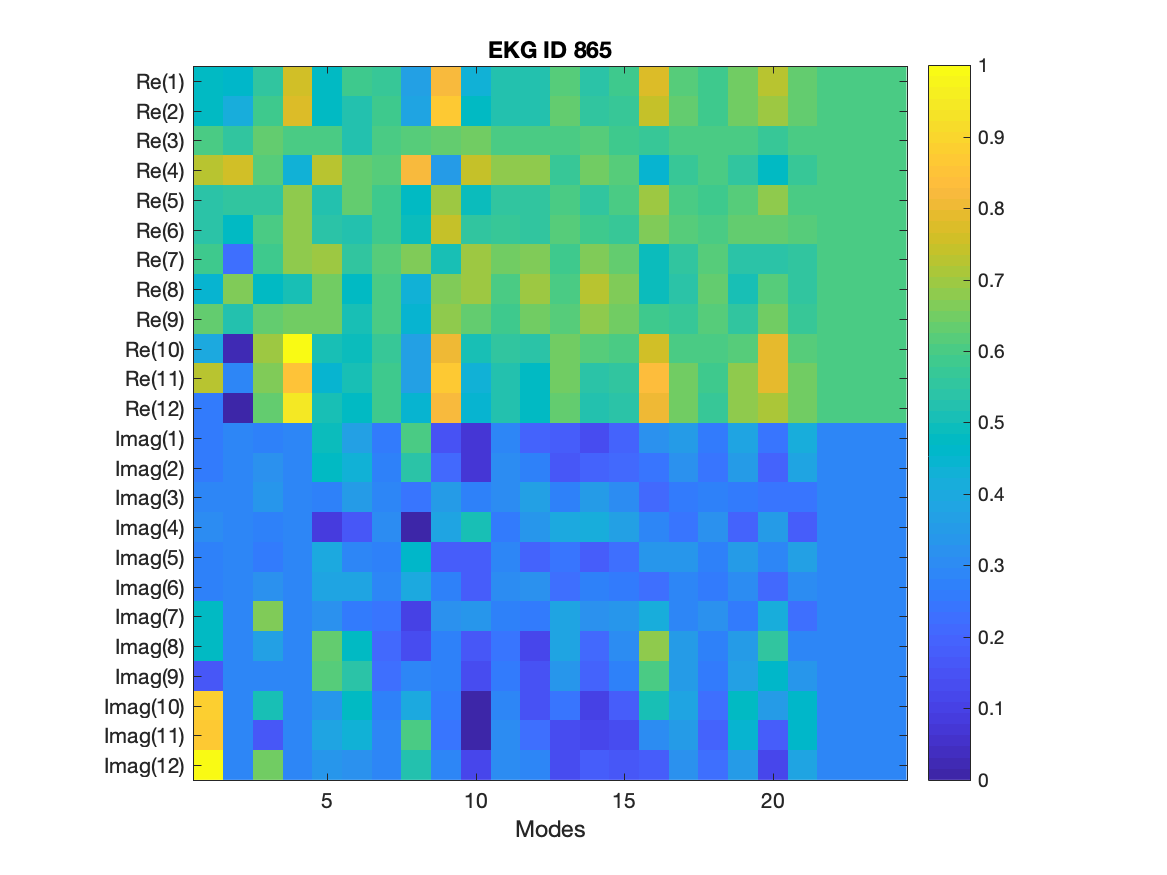 EKG ID 865
Re(1)
Re(2)
Re(3)
Re(4)
Re(5)
Re(6)
Re(7)
Re(8)
Re(9)
Re(10)
Re(11)
Re(12)
Imag(1)
Imag(2)
Imag(3)
Imag(4)
Imag(5)
Imag(6)
Imag(7)
Imag(8)
Imag(9)
Imag(10)
Imag(11)
Imag(12)
5 10 15 20
Modes
1
0.9
0.8
0.7
0.6
0.5
0.4
0.3
0.2
0.1
0